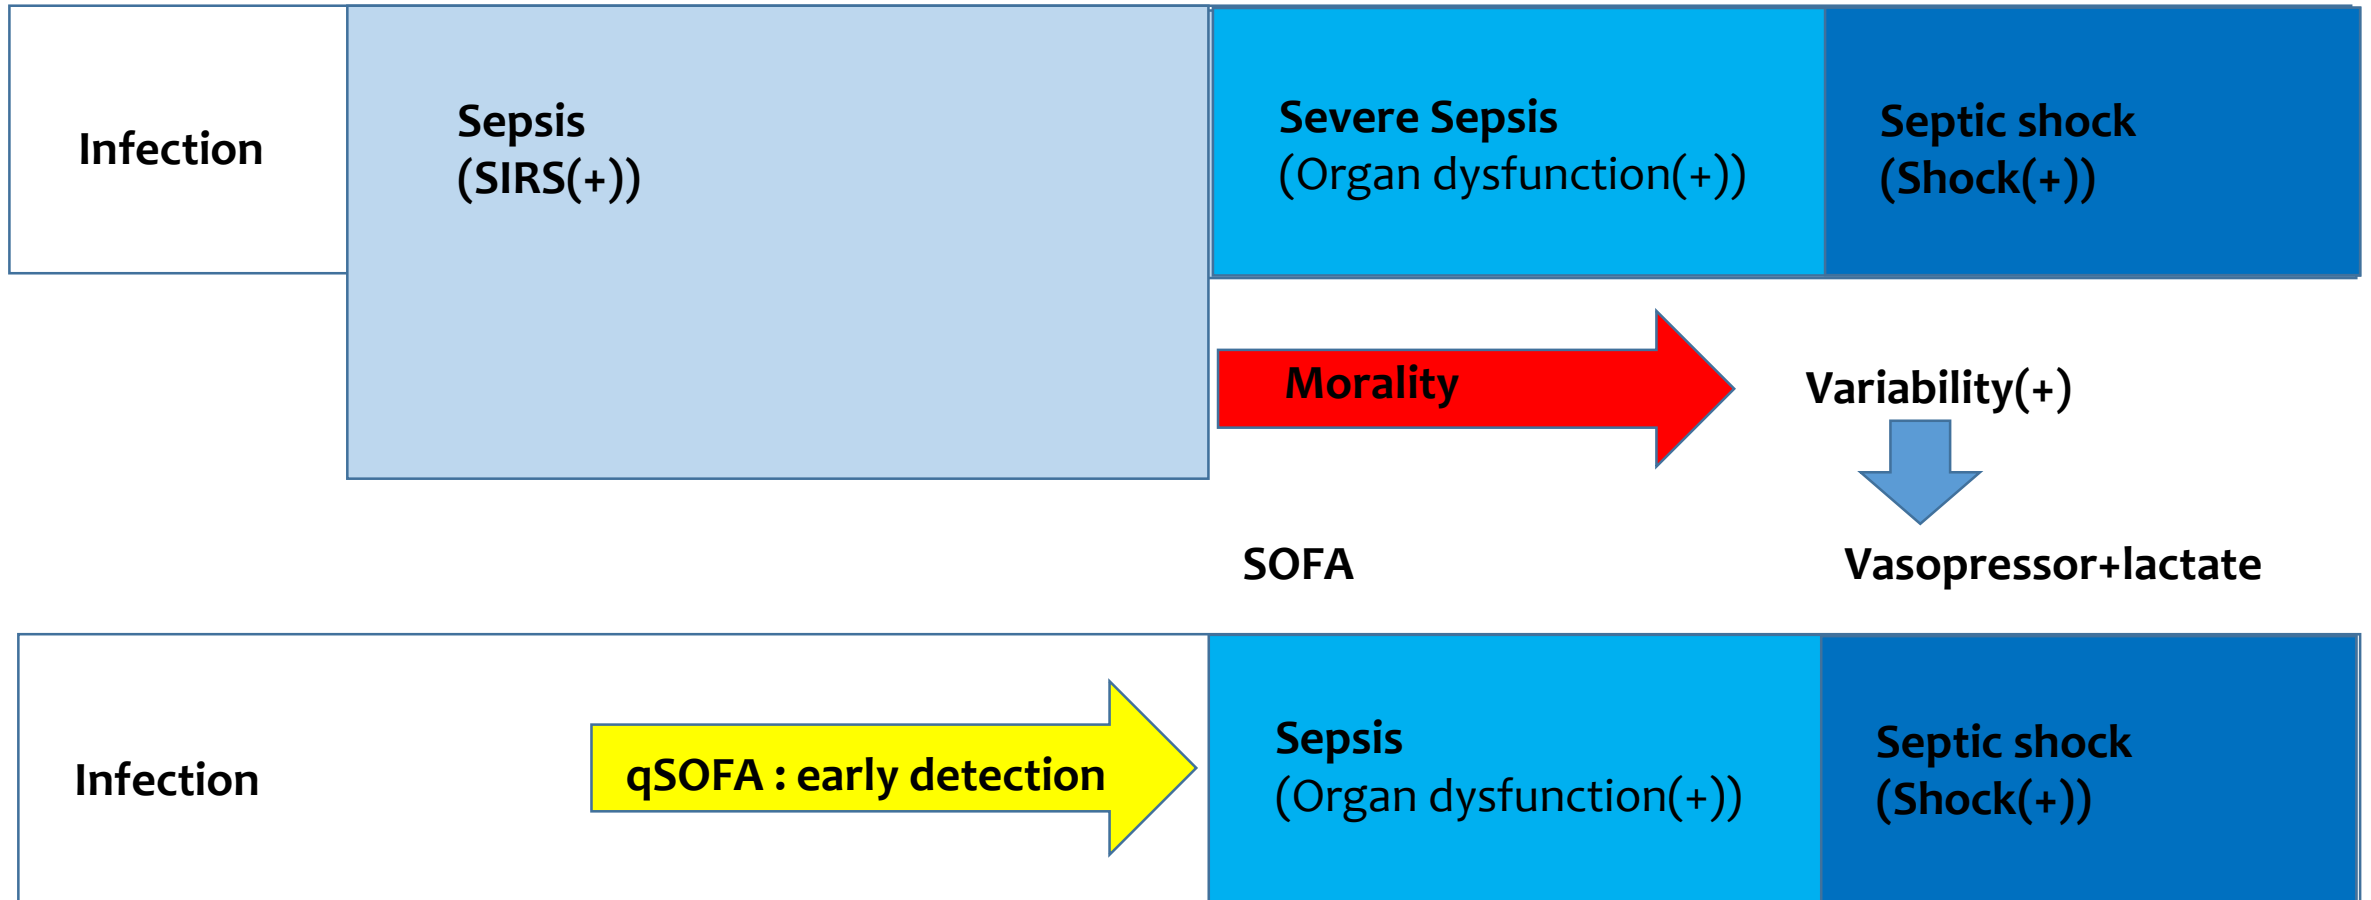 Infection
Sepsis
(SIRS(+))
Severe Sepsis
(Organ dysfunction(+))
Septic shock
(Shock(+))
Morality
Variability(+)
SOFA
Vasopressor+lactate
Infection
qSOFA : early detection
Sepsis
(Organ dysfunction(+))
Septic shock
(Shock(+))